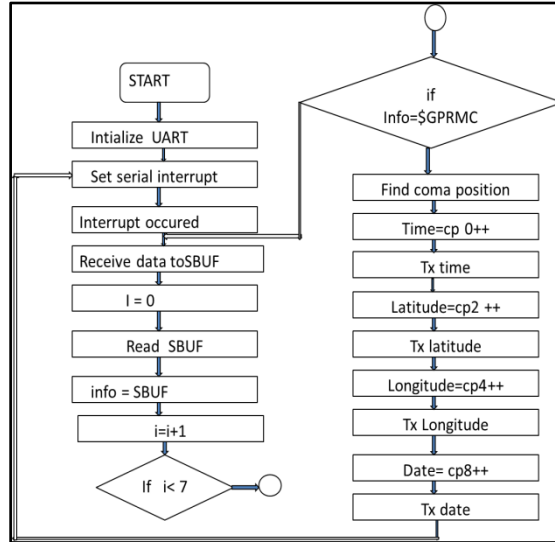 START
Intialize UART
Set serial interrupt
Interrupt occured
Receive data toSBUF
I = 0
Read SBUF
info = SBUF
i=i+1
If i< 7
if
Info=$GPRMC
Find coma position
Time=cp 0++
Tx time
Latitude=cp2 ++
Tx latitude
Longitude=cp4++
Tx Longitude
Date= cp8++
Tx date